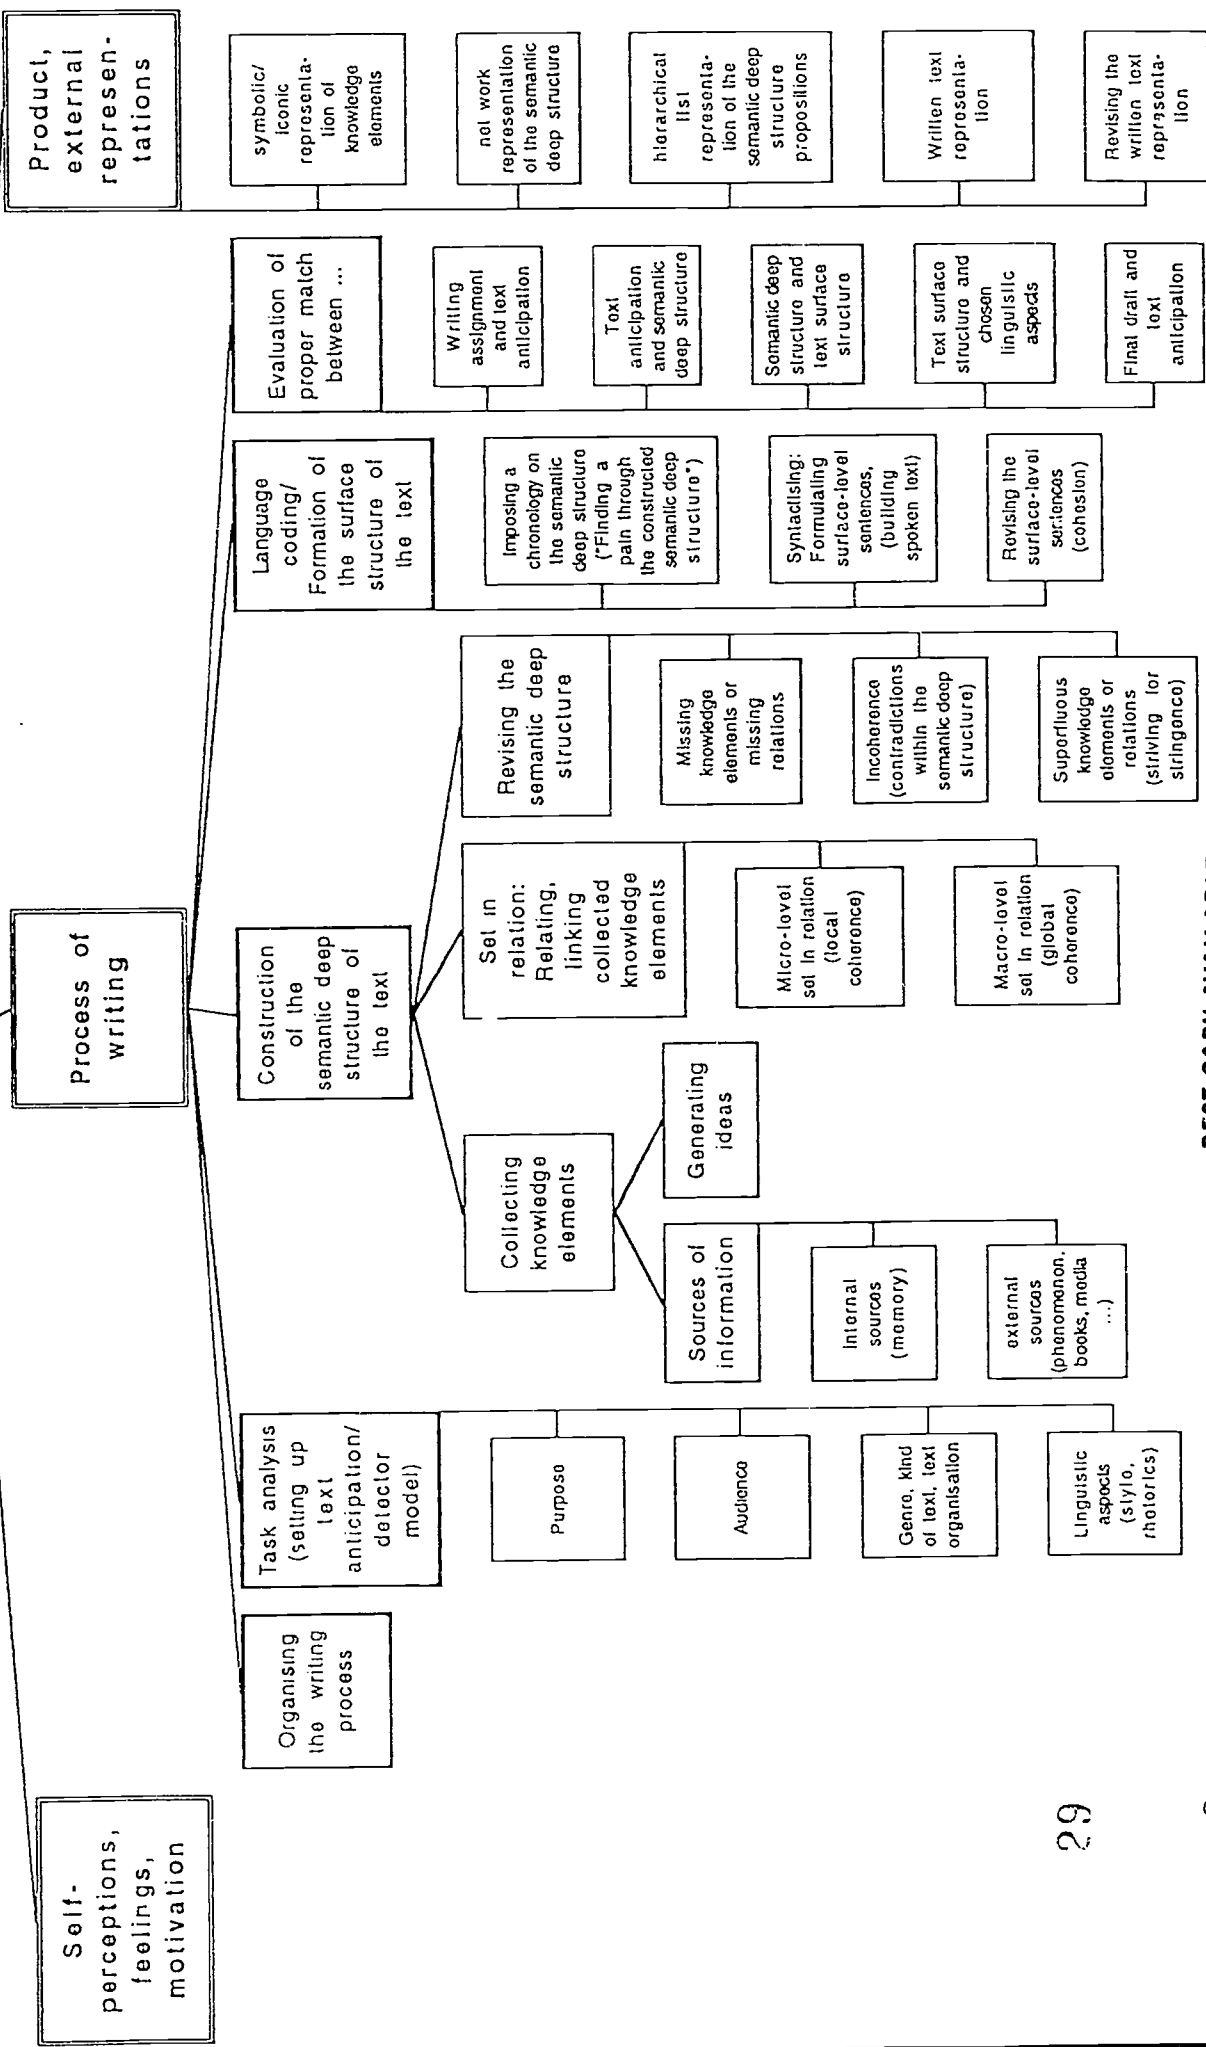 Self-
perceptions,
feelings,
motivation
Process of
writing
Product,
external
represen-
tations
Organising
the writing
process
Task analysis
(setting up
text
anticipation/
detector
model)
Purpose
Audience
Genre, kind
of text, text
organisation
Linguistic
aspects
(style,
rhetorics)
Construction
of the
semantic deep
structure of
the text
Collecting
knowledge
elements
Sources of
information
Internal
sources
(memory)
external
sources
(phenomenon,
books, media
...)
Generating
ideas
Set in
relation:
Relating,
linking
collected
knowledge
elements
Micro-level
set in relation
(local
coherence)
Macro-level
set in relation
(global
coherence)
Revising the
semantic deep
structure
Missing
knowledge
elements or
missing
relations
Incoherence
(contradictions
within the
semantic deep
structure)
Superfluous
knowledge
elements or
relations
(striving for
stringence)
Language
coding/
Formation of
the surface
structure of
the text
Imposing a
chronology on
the semantic
deep structure
("Finding a
path through
the constructed
semantic deep
structure")
Syntactising:
Formulating
surface-level
sentences,
(building
spoken text)
Revising the
surface-level
sentences
(cohesion)
Evaluation of
proper match
between ...
Writing
assignment
and text
anticipation
Text
anticipation
and semantic
deep structure
Semantic deep
structure and
text surface
structure
Text surface
structure and
chosen
linguistic
aspects
Final draft and
text
anticipation
symbolic/
iconic
representa-
tion of
knowledge
elements
net work
representation
of the semantic
deep structure
hierarchical
list
representa-
tion of the
semantic deep
structure
propositions
Written text
representa-
tion
Revising the
written text
representa-
tion
29